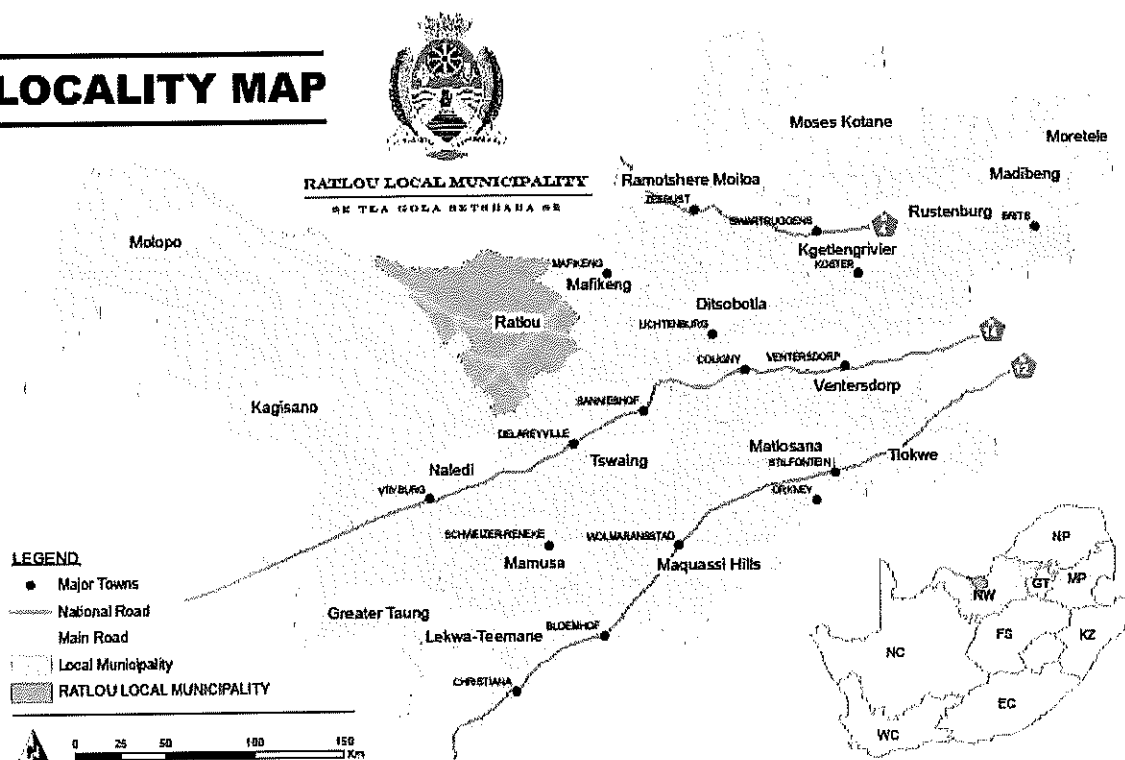 LOCALITY MAP
RATLOU LOCAL MUNICIPALITY
Moses Kotane
Moretele
Ramotshere Moiloa
Madibeng
ZEERUST
Rustenburg
BRITS
SWARTRUGGENS
4
Molopo
Kgetlengrivier
KOSTER
MAFIKENG
Mafikeng
Ditsobotla
Ratlou
LICHTENBURG
14
COLIGNY
VENTERSDORP
12
Ventersdorp
Kagisano
SANNIESHOF
DELAREYVILLE
Tswaing
Matlosana
STILFONTEIN
Tlokwe
Naledi
VRYBURG
ORKNEY
SCHWEIZER-RENEKE
WOLMARANSSTAD
Mamusa
Maquassi Hills
Greater Taung
BLOEMHOF
Lekwa-Teemane
CHRISTIANA
LEGEND
Major Towns
National Road
Main Road
Local Municipality
RATLOU LOCAL MUNICIPALITY
0 25 50 100 150
Km
NP
NW
GT
MP
FS
KZ
NC
EC
WC